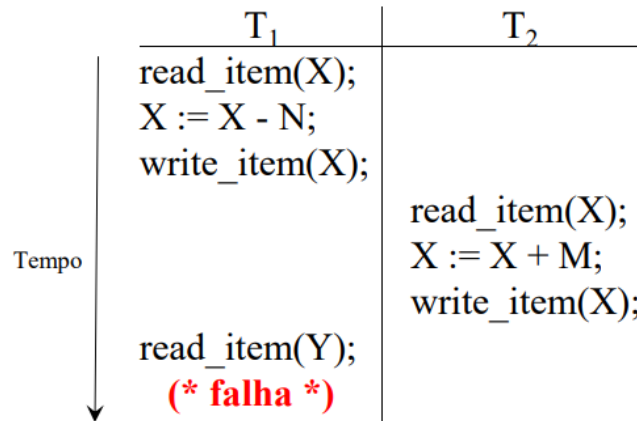 T1 T2
read_item(X);
X := X - N;
write_item(X);
read_item(X);
X := X + M;
Tempo
write_item(X);
read_item(Y);
(* falha *)